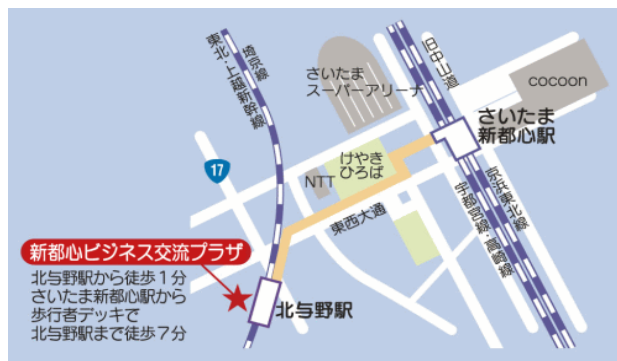 埼京線
東北・上越新幹線
さいたま
スーパーアリーナ
旧中山道
cocoon
さいたま
新都心駅
けやき
ひろば
NTT
17
東西大通
京浜東北線
宇都宮線・高崎線
新都心ビジネス交流プラザ
北与野駅から徒歩1分
さいたま新都心駅から
歩行者デッキで
北与野駅まで徒歩7分
北与野駅